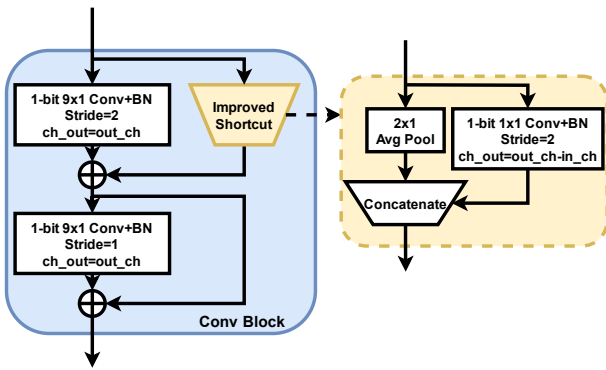 1-bit 9x1 Conv+BN
Stride=2
ch_out=out_ch
Improved
Shortcut
1-bit 9x1 Conv+BN
Stride=1
ch_out=out_ch
Conv Block
2x1
Avg Pool
1-bit 1x1 Conv+BN
Stride=2
ch_out=out_ch-in_ch
Concatenate